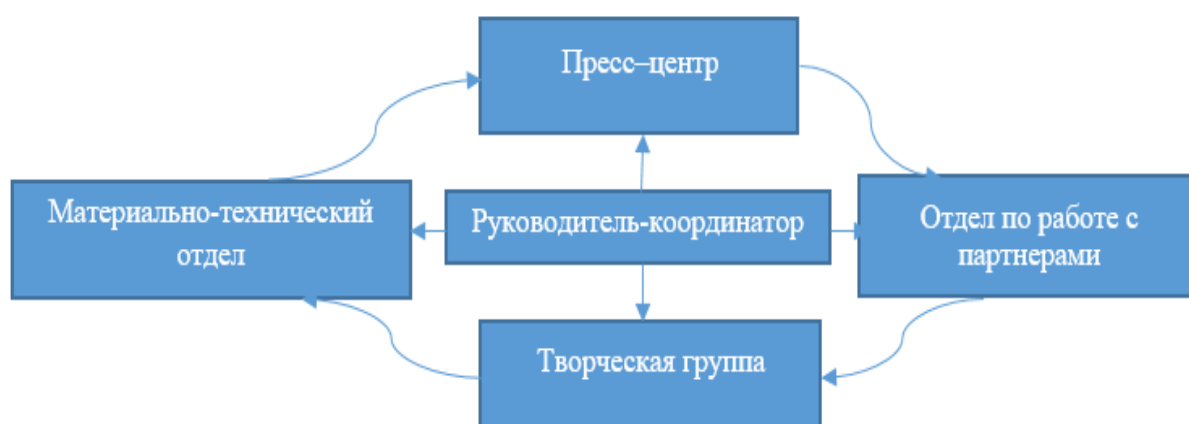 Пресс–центр
Материально-технический
отдел
Руководитель-координатор
Отдел по работе с
партнерами
Творческая группа